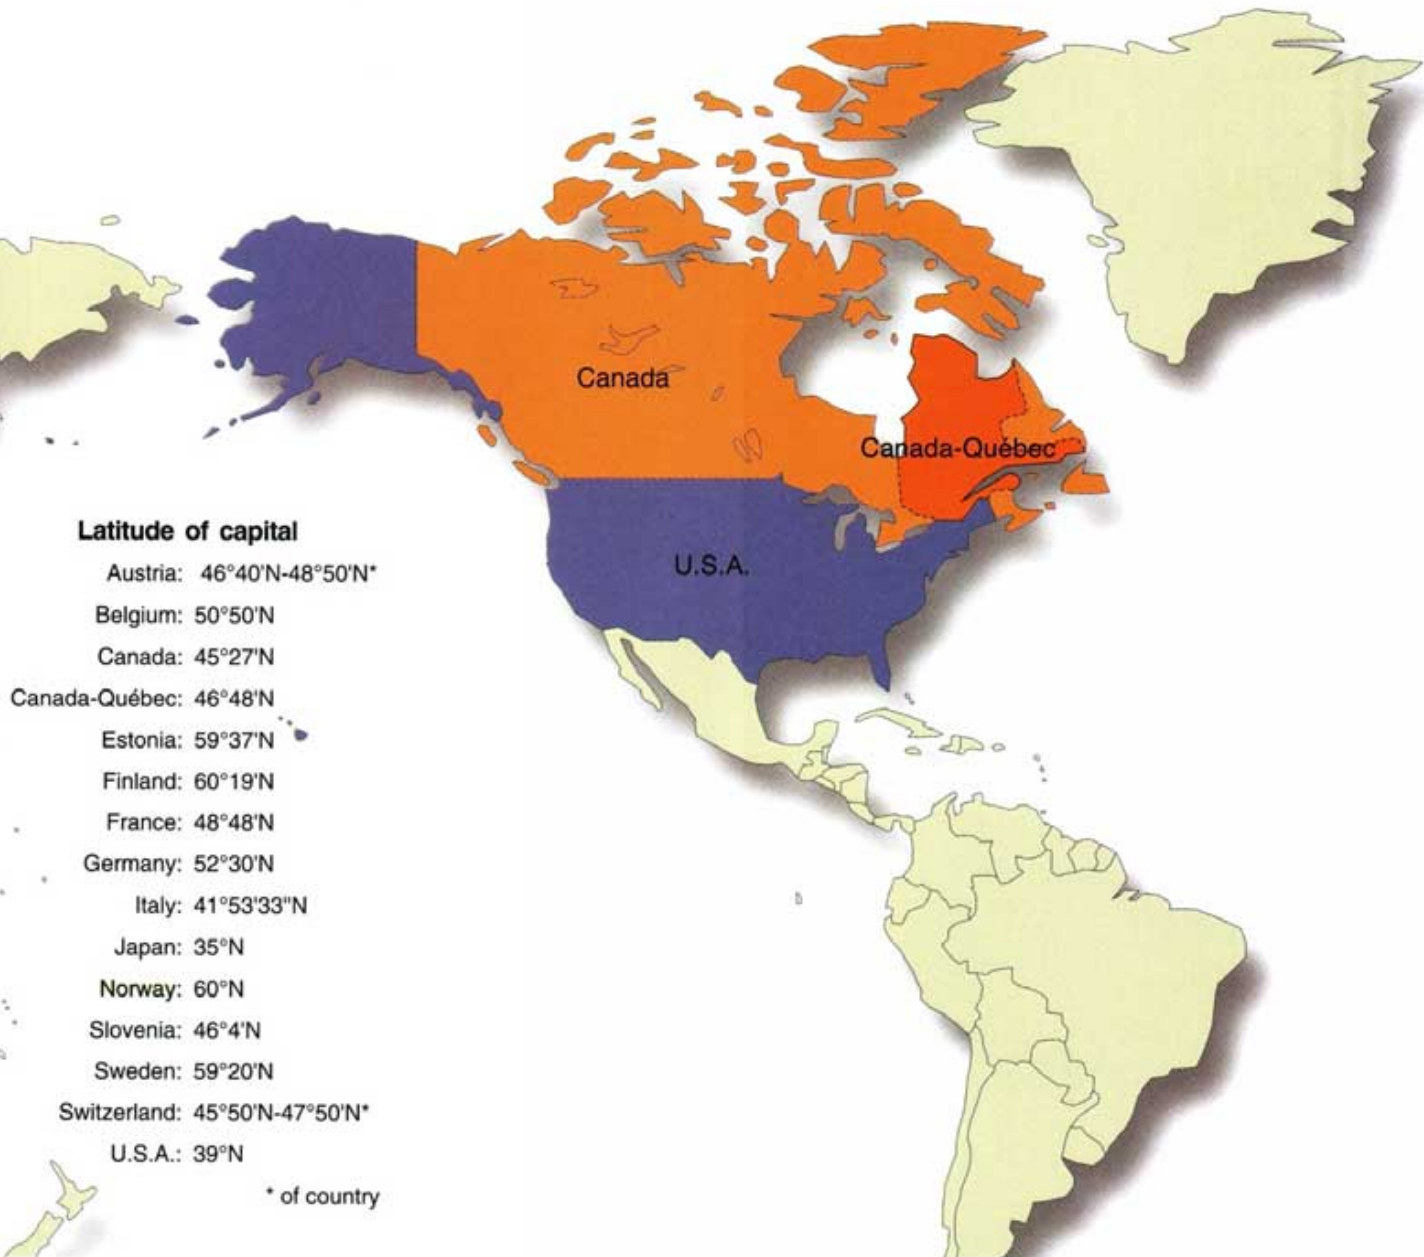 Canada
Canada-Québec
U.S.A.
Latitude of capital
Austria: 46°40'N-48°50'N*
Belgium: 50°50'N
Canada: 45°27'N
Canada-Québec: 46°48'N
Estonia: 59°37'N
Finland: 60°19'N
France: 48°48'N
Germany: 52°30'N
Italy: 41°53'33"N
Japan: 35°N
Norway: 60°N
Slovenia: 46°4'N
Sweden: 59°20'N
Switzerland: 45°50'N-47°50'N*
U.S.A.: 39°N
* of country